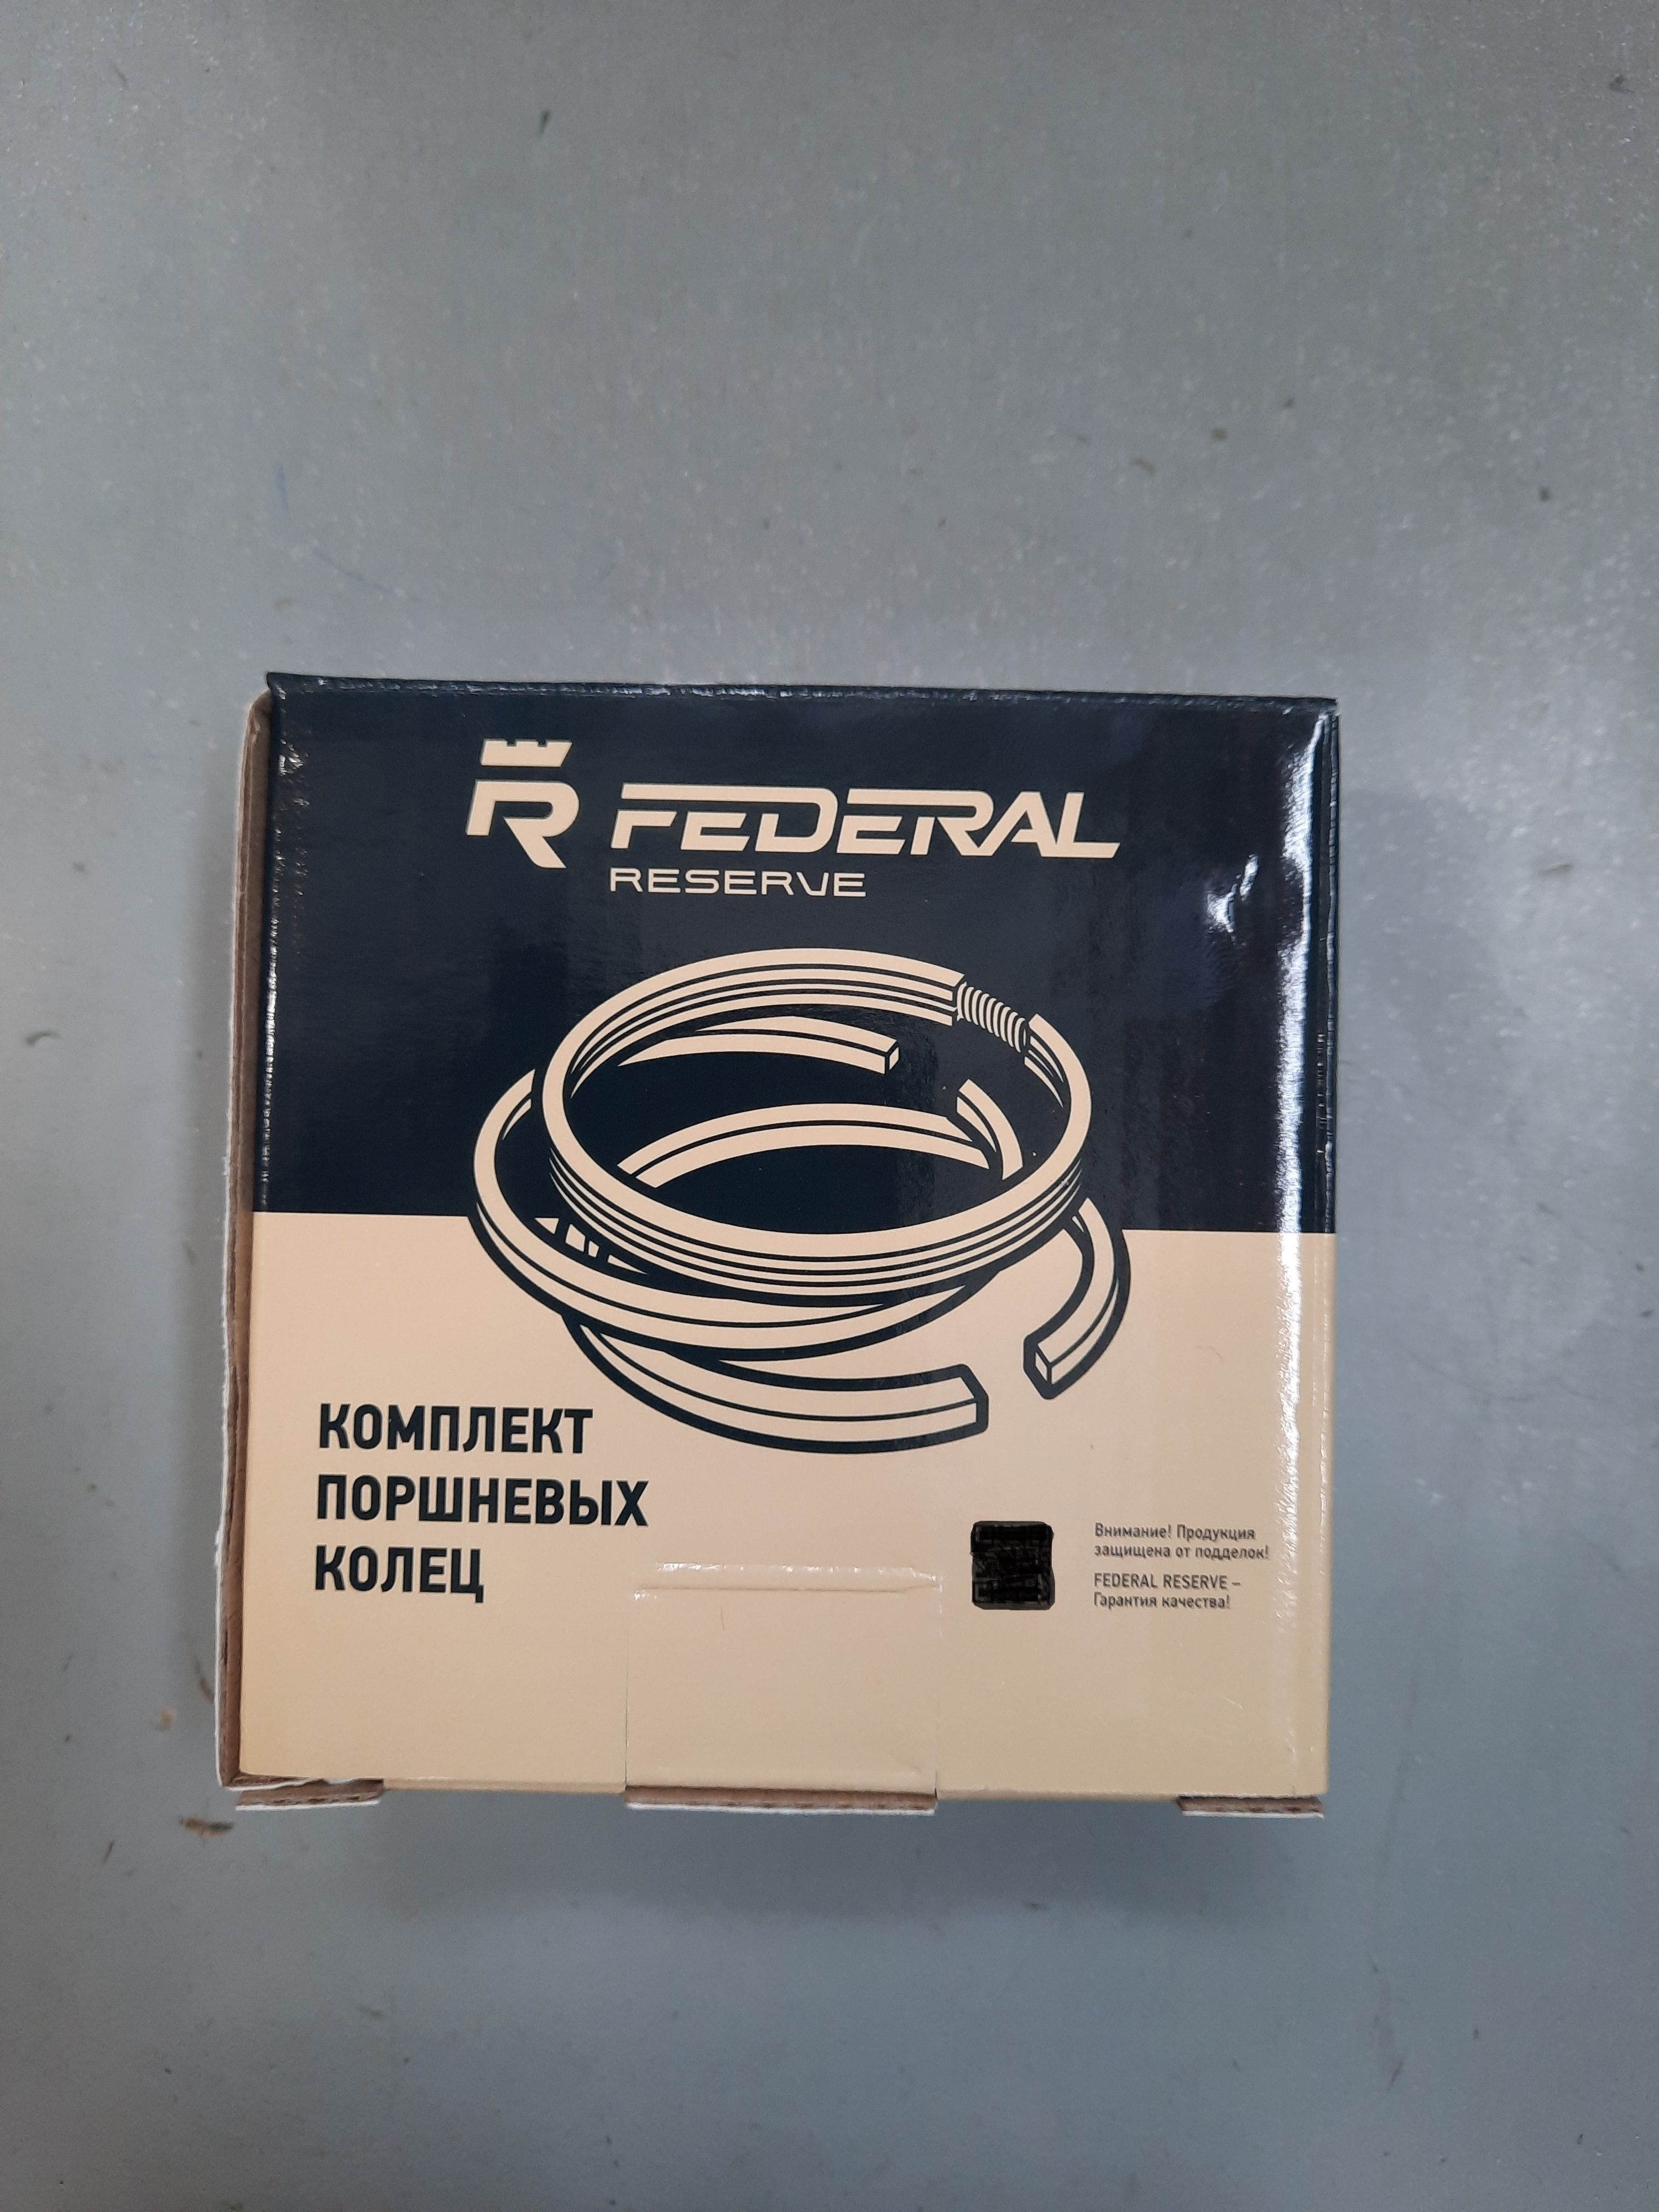 FEDERAL
RESERVE
КОМПЛЕКТ
ПОРШНЕВЫХ
КОЛЕЦ
Внимание! Продукция
защищена от подделок!
FEDERAL RESERVE –
Гарантия качества!